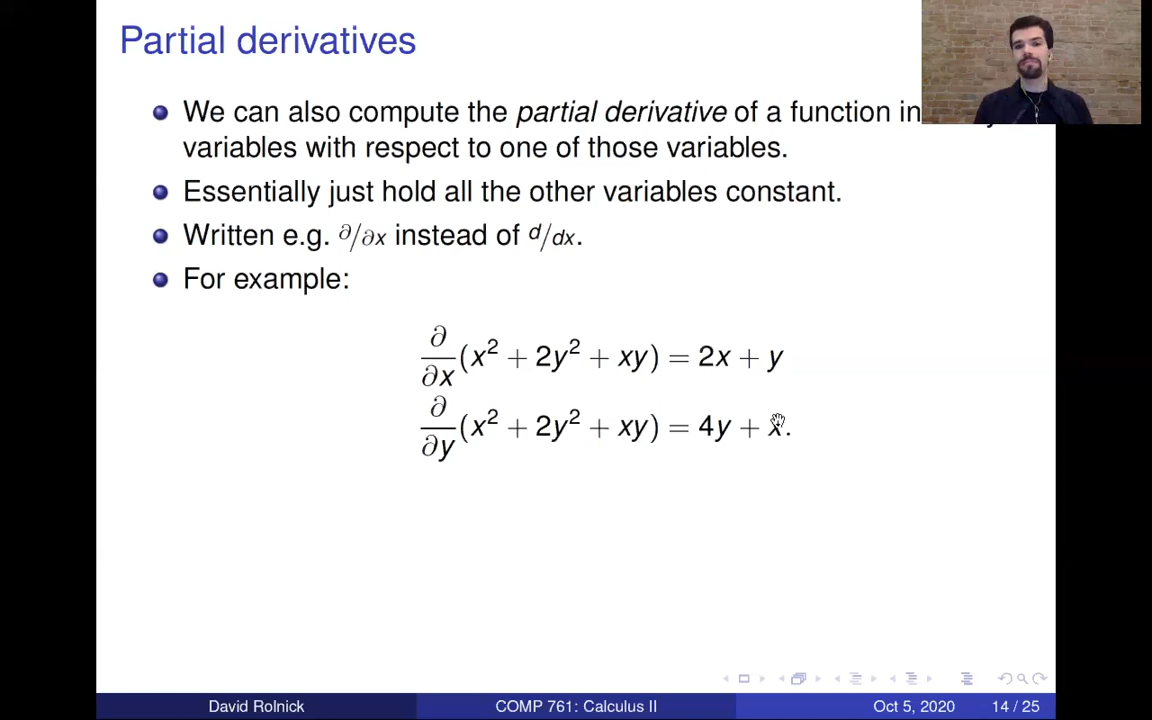 Partial derivatives
We can also compute the partial derivative of a function in
variables with respect to one of those variables.
Essentially just hold all the other variables constant.
Written e.g. ∂/∂x instead of d/dx.
For example:
∂/∂x (x² + 2y² + xy) = 2x + y
∂/∂y (x² + 2y² + xy) = 4y + x.
David Rolnick COMP 761: Calculus II Oct 5, 2020 14 / 25